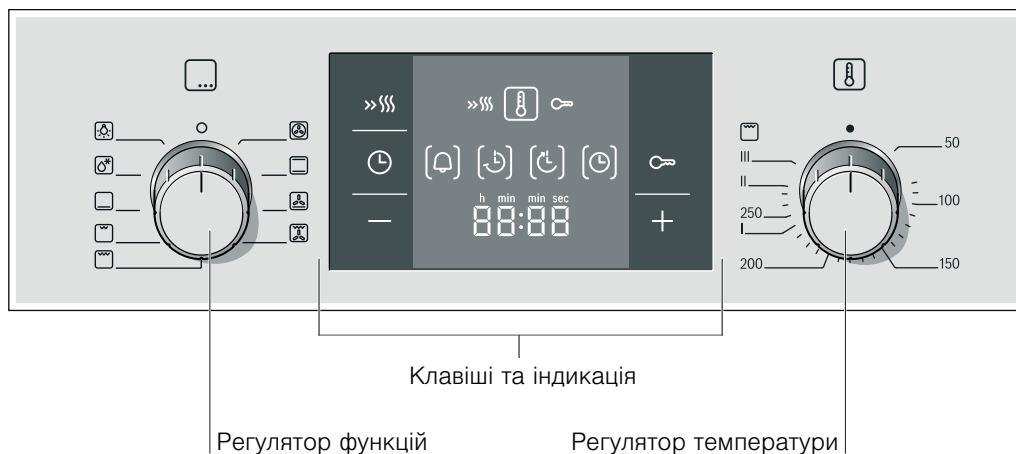 h min min sec
88:88
50
100
150
200
250
I
II
III
Клавіші та індикація
Регулятор функцій
Регулятор температури